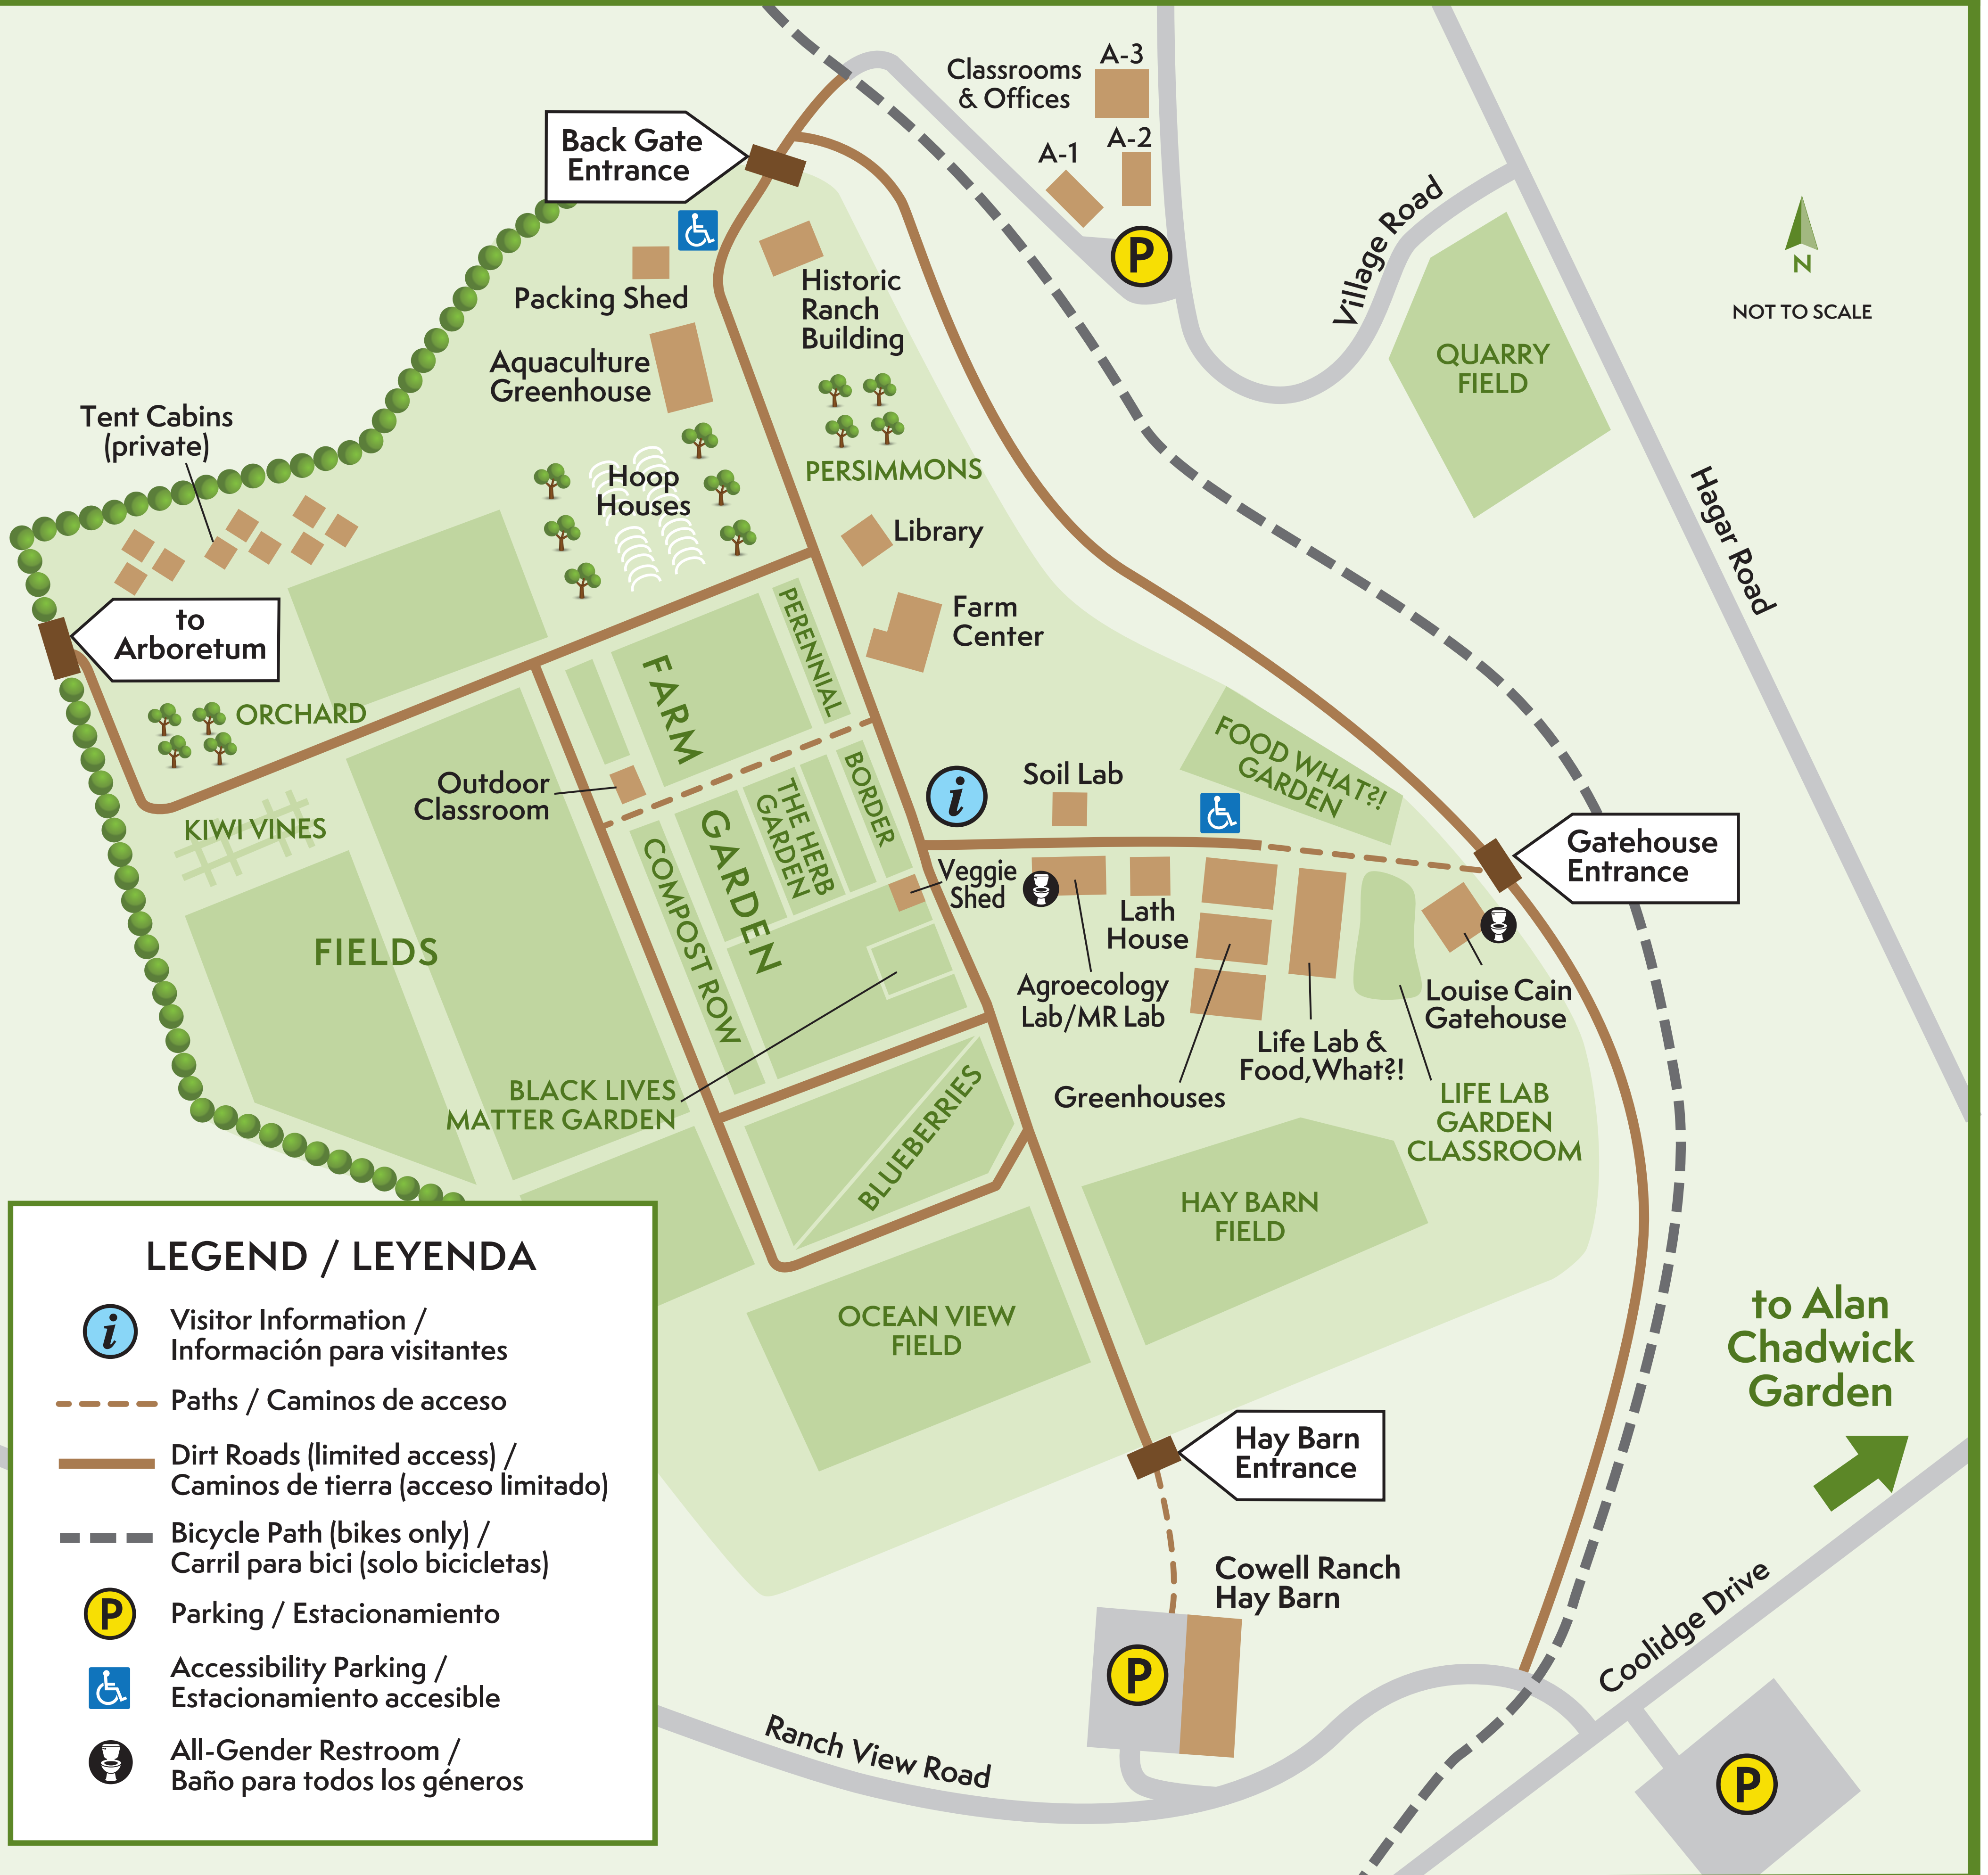 Classrooms
& Offices
A-3
A-2
A-1
P
Back Gate
Entrance
Packing Shed
Historic
Ranch
Building
Aquaculture
Greenhouse
Village Road
QUARRY
FIELD
N
NOT TO SCALE
Hagar Road
Tent Cabins
(private)
Hoop
Houses
PERSIMMONS
Library
to
Arboretum
PERENNIAL
BORDER
Farm
Center
ORCHARD
FARM
GARDEN
KIWI VINES
Outdoor
Classroom
THE HERB
GARDEN
COMPOST ROW
FIELDS
i
Soil Lab
FOOD WHAT?!
GARDEN
Gatehouse
Entrance
Veggie
Shed
Lath
House
Agroecology
Lab/MR Lab
Greenhouses
Life Lab &
Food, What?!
Louise Cain
Gatehouse
LIFE LAB
GARDEN
CLASSROOM
BLACK LIVES
MATTER GARDEN
BLUEBERRIES
HAY BARN
FIELD
OCEAN VIEW
FIELD
Hay Barn
Entrance
to Alan
Chadwick
Garden
Cowell Ranch
Hay Barn
P
Coolidge Drive
Ranch View Road
P
LEGEND / LEYENDA
i
Visitor Information /
Información para visitantes
Paths / Caminos de acceso
Dirt Roads (limited access) /
Caminos de tierra (acceso limitado)
Bicycle Path (bikes only) /
Carril para bici (solo bicicletas)
P
Parking / Estacionamiento
Accessibility Parking /
Estacionamiento accesible
All-Gender Restroom /
Baño para todos los géneros